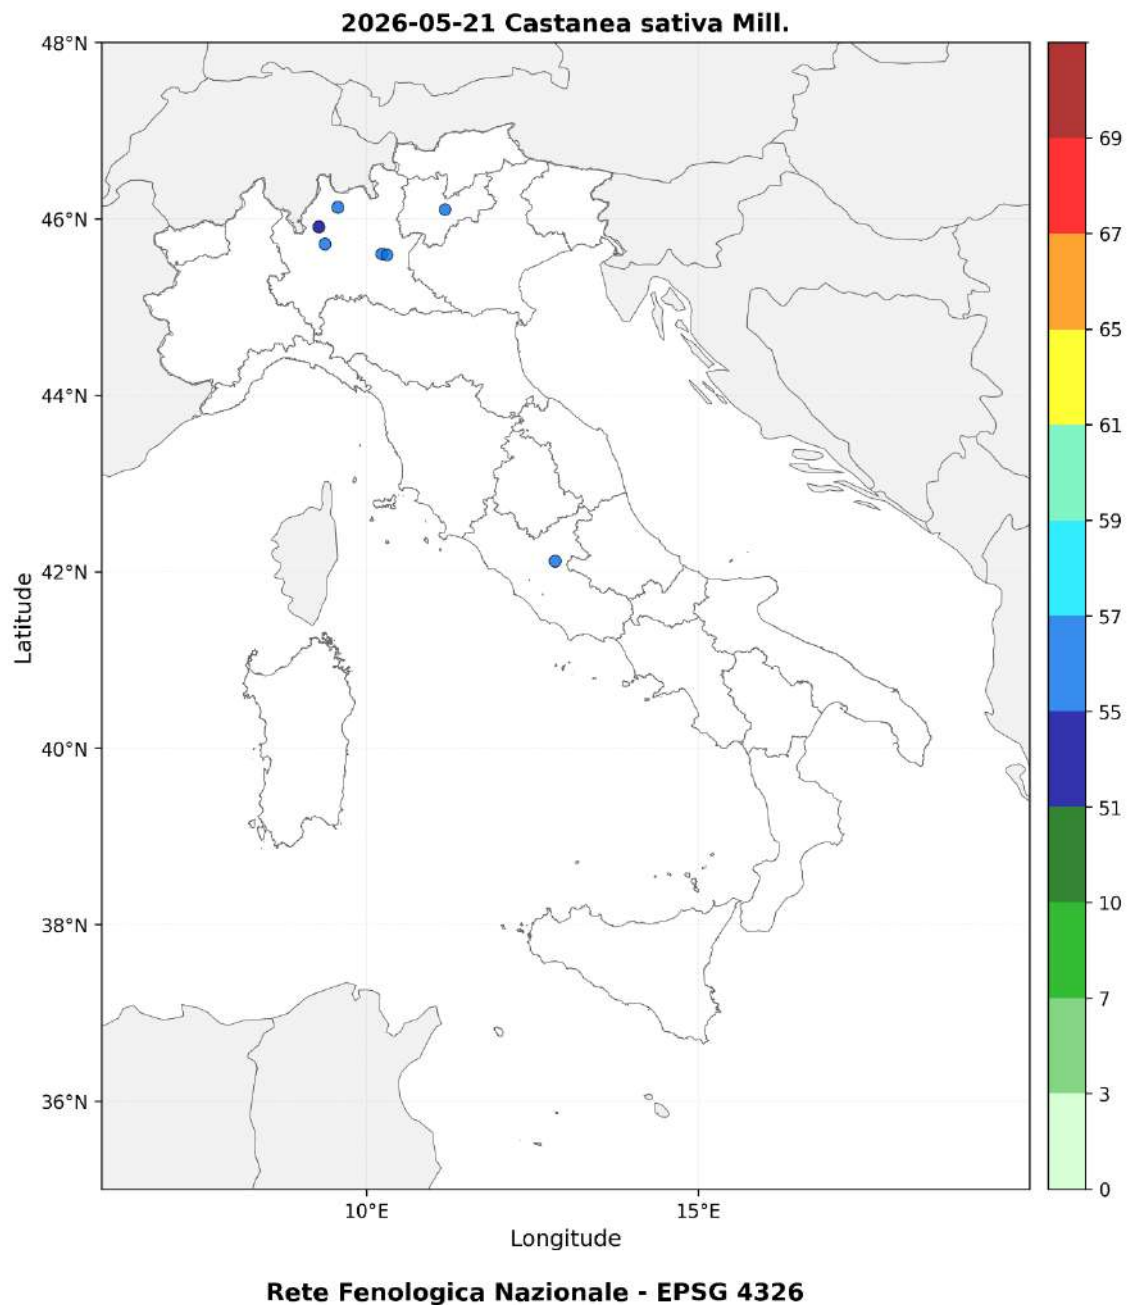 2026-05-21 Castanea sativa Mill.
48°N
46°N
44°N
42°N
40°N
38°N
36°N
Latitude
10°E
15°E
Longitude
69
67
65
61
59
57
55
51
10
7
3
0
Rete Fenologica Nazionale - EPSG 4326